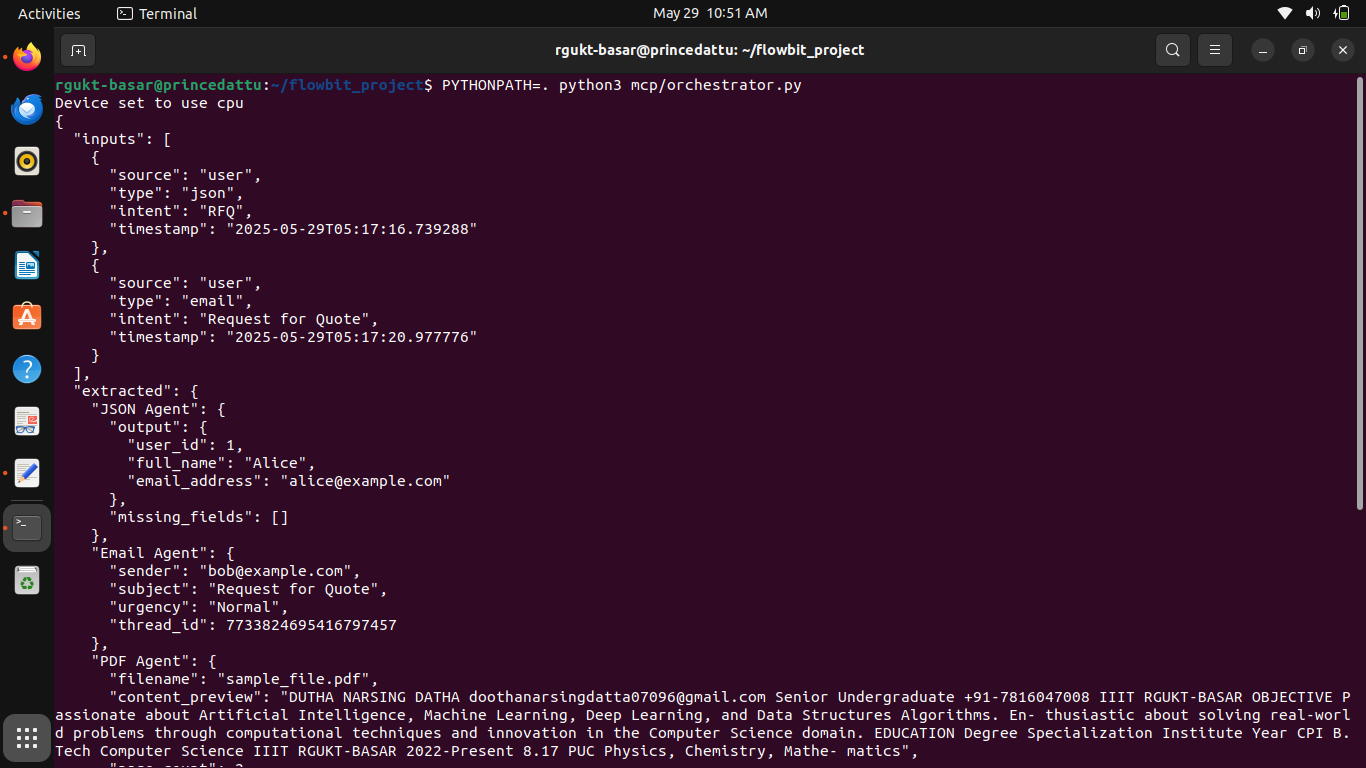 Activities
Terminal
May 29 10:51 AM
rgukt-basar@princedattu: ~/flowbit_project
rgukt-basar@princedattu:~/flowbit_project$ PYTHONPATH=. python3 mcp/orchestrator.py
Device set to use cpu
{
  "inputs": [
    {
      "source": "user",
      "type": "json",
      "intent": "RFQ",
      "timestamp": "2025-05-29T05:17:16.739288"
    },
    {
      "source": "user",
      "type": "email",
      "intent": "Request for Quote",
      "timestamp": "2025-05-29T05:17:20.977776"
    }
  ],
  "extracted": {
    "JSON Agent": {
      "output": {
        "user_id": 1,
        "full_name": "Alice",
        "email_address": "alice@example.com"
      },
      "missing_fields": []
    },
    "Email Agent": {
      "sender": "bob@example.com",
      "subject": "Request for Quote",
      "urgency": "Normal",
      "thread_id": 7733824695416797457
    },
    "PDF Agent": {
      "filename": "sample_file.pdf",
      "content_preview": "DUTHA NARSING DATHA doothanarsingdatta07096@gmail.com Senior Undergraduate +91-7816047008 IIIT RGUKT-BASAR OBJECTIVE P
assionate about Artificial Intelligence, Machine Learning, Deep Learning, and Data Structures Algorithms. En- thusiastic about solving real-worl
d problems through computational techniques and innovation in the Computer Science domain. EDUCATION Degree Specialization Institute Year CPI B.
Tech Computer Science IIIT RGUKT-BASAR 2022-Present 8.17 PUC Physics, Chemistry, Mathe- matics",